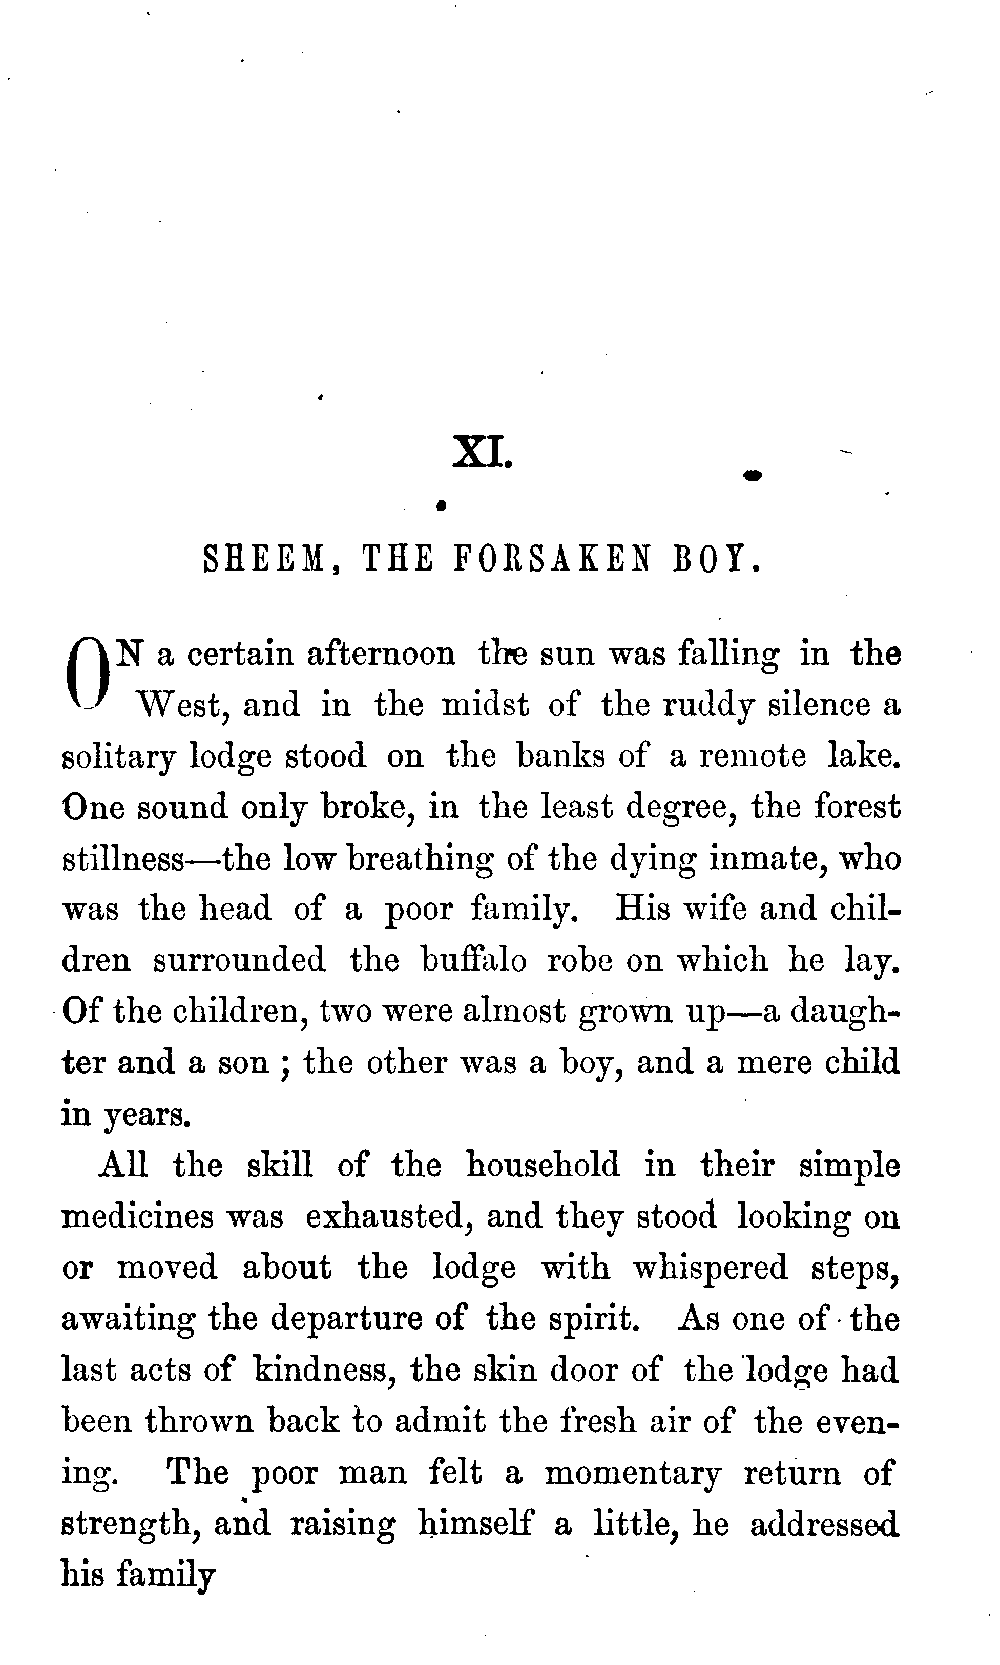 XI.
SHEEM, THE FORSAKEN BOY.
ON a certain afternoon the sun was falling in the
West, and in the midst of the ruddy silence a
solitary lodge stood on the banks of a remote lake.
One sound only broke, in the least degree, the forest
stillness—the low breathing of the dying inmate, who
was the head of a poor family. His wife and chil-
dren surrounded the buffalo robe on which he lay.
Of the children, two were almost grown up—a daugh-
ter and a son ; the other was a boy, and a mere child
in years.
All the skill of the household in their simple
medicines was exhausted, and they stood looking on
or moved about the lodge with whispered steps,
awaiting the departure of the spirit. As one of the
last acts of kindness, the skin door of the lodge had
been thrown back to admit the fresh air of the even-
ing. The poor man felt a momentary return of
strength, and raising himself a little, he addressed
his family